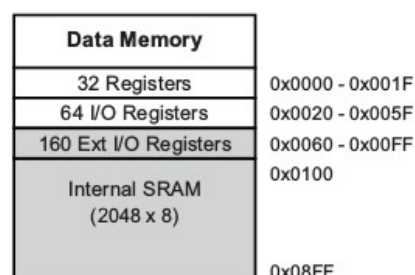 Data Memory
32 Registers 0x0000 - 0x001F
64 I/O Registers 0x0020 - 0x005F
160 Ext I/O Registers 0x0060 - 0x00FF
0x0100
Internal SRAM
(2048 x 8)
0x08FF